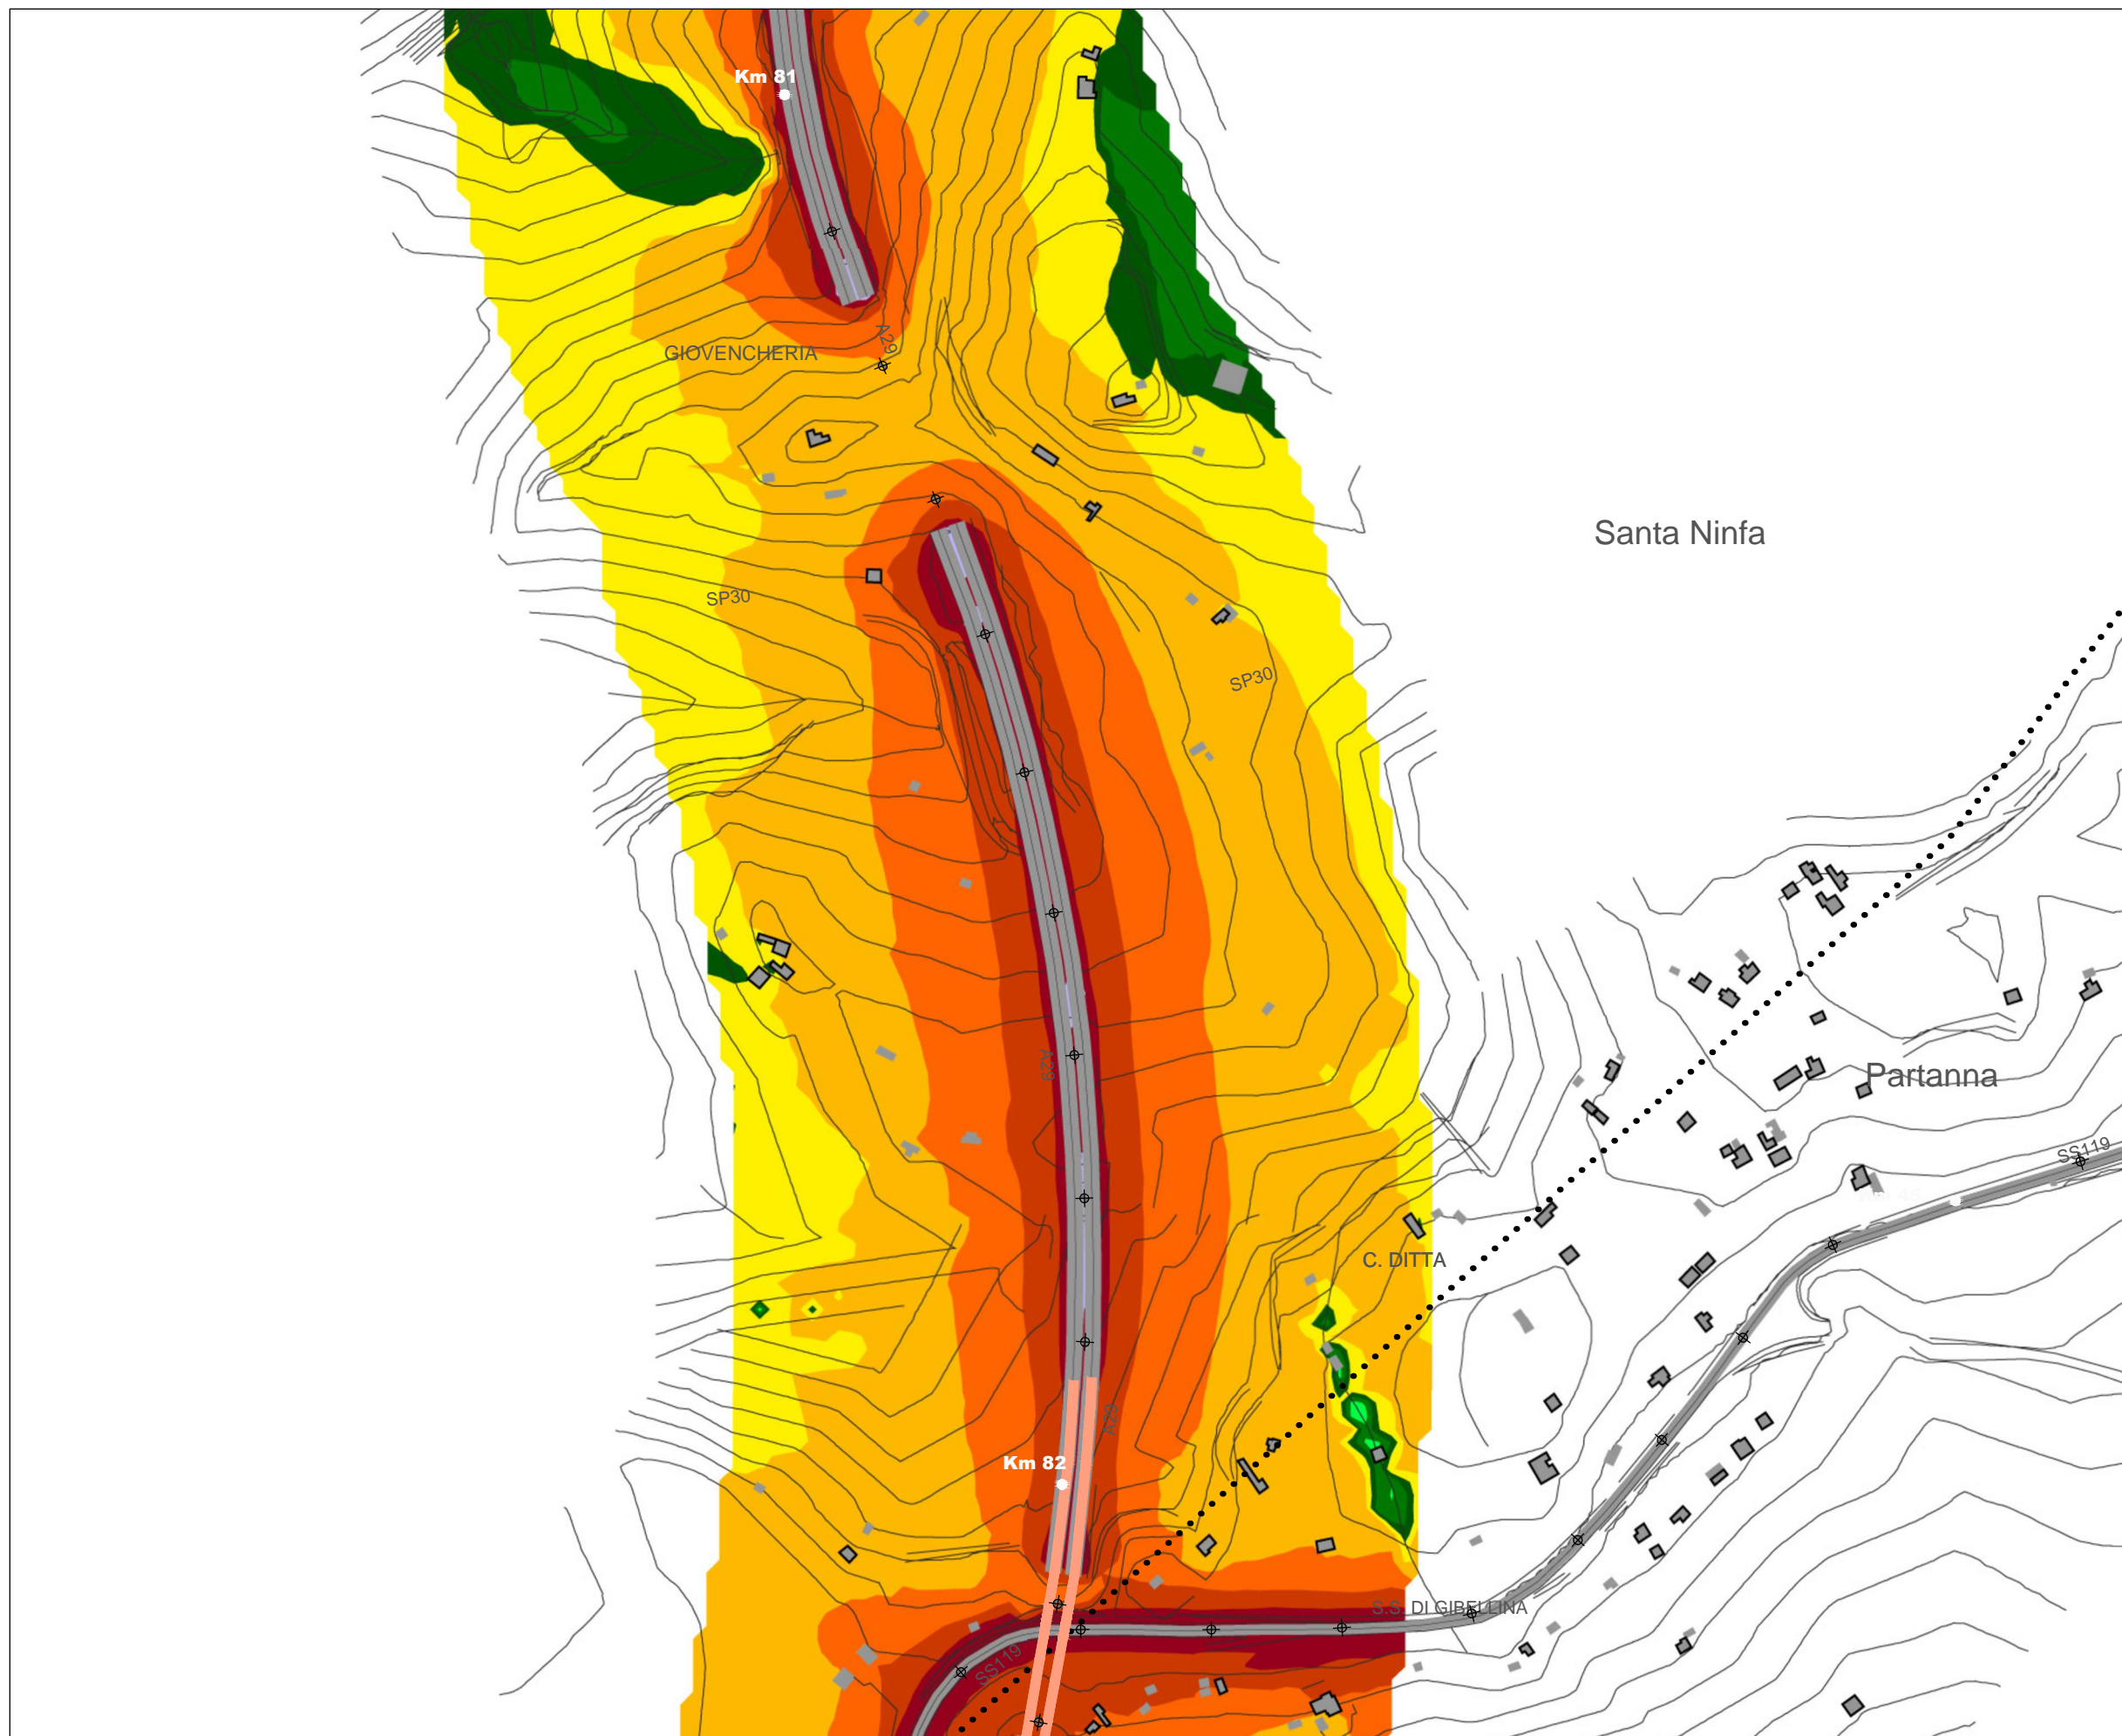 Km 81
A29
GIOVENCHERIA
Santa Ninfa
SP30
SP30
A29
Partanna
SS119
C. DITTA
A29
Km 82
S.S. DI GIBELLINA
SS119